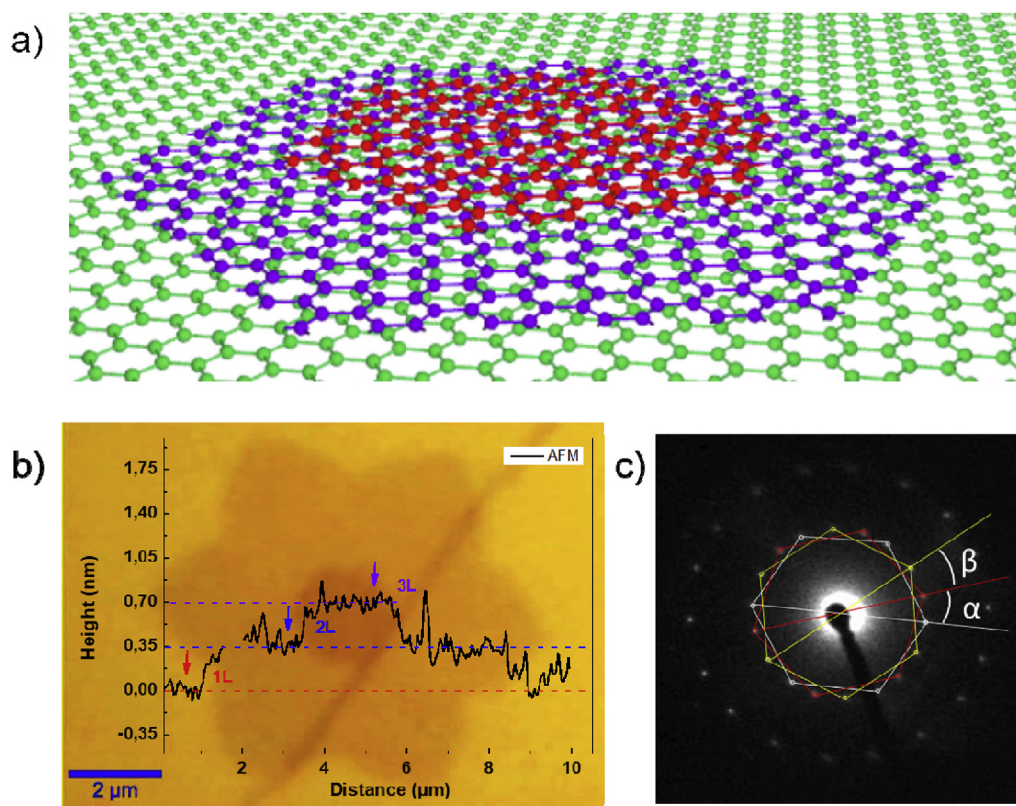 a)
b)
AFM
1,75
1,40
1,05
0,70
0,35
0,00
-0,35
Height (nm)
3L
2L
1L
2 4 6 8 10
Distance (µm)
2 µm
c)
β
α